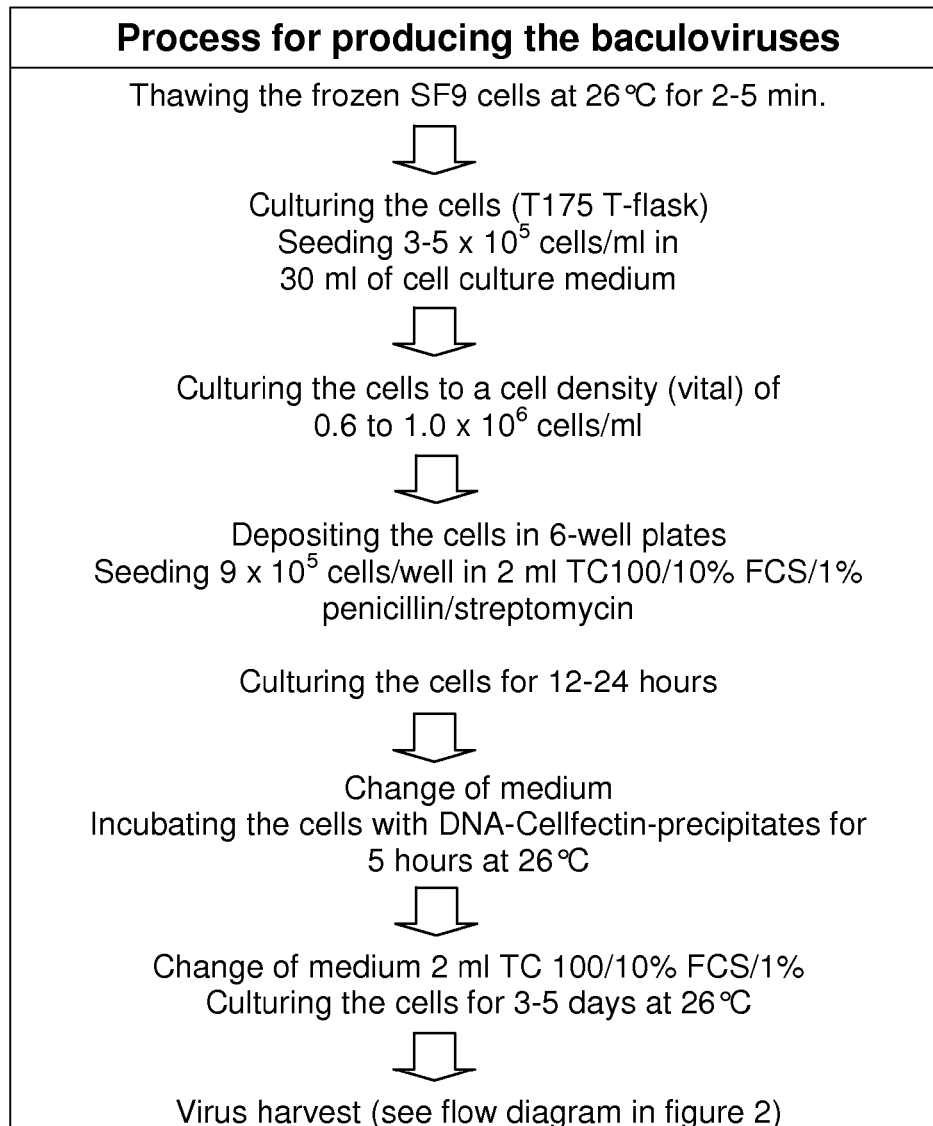 Process for producing the baculoviruses
Thawing the frozen SF9 cells at 26°C for 2-5 min.
Culturing the cells (T175 T-flask)
Seeding 3-5 x 10⁵ cells/ml in
30 ml of cell culture medium
Culturing the cells to a cell density (vital) of
0.6 to 1.0 x 10⁶ cells/ml
Depositing the cells in 6-well plates
Seeding 9 x 10⁵ cells/well in 2 ml TC100/10% FCS/1%
penicillin/streptomycin
Culturing the cells for 12-24 hours
Change of medium
Incubating the cells with DNA-Cellfectin-precipitates for
5 hours at 26°C
Change of medium 2 ml TC 100/10% FCS/1%
Culturing the cells for 3-5 days at 26°C
Virus harvest (see flow diagram in figure 2)